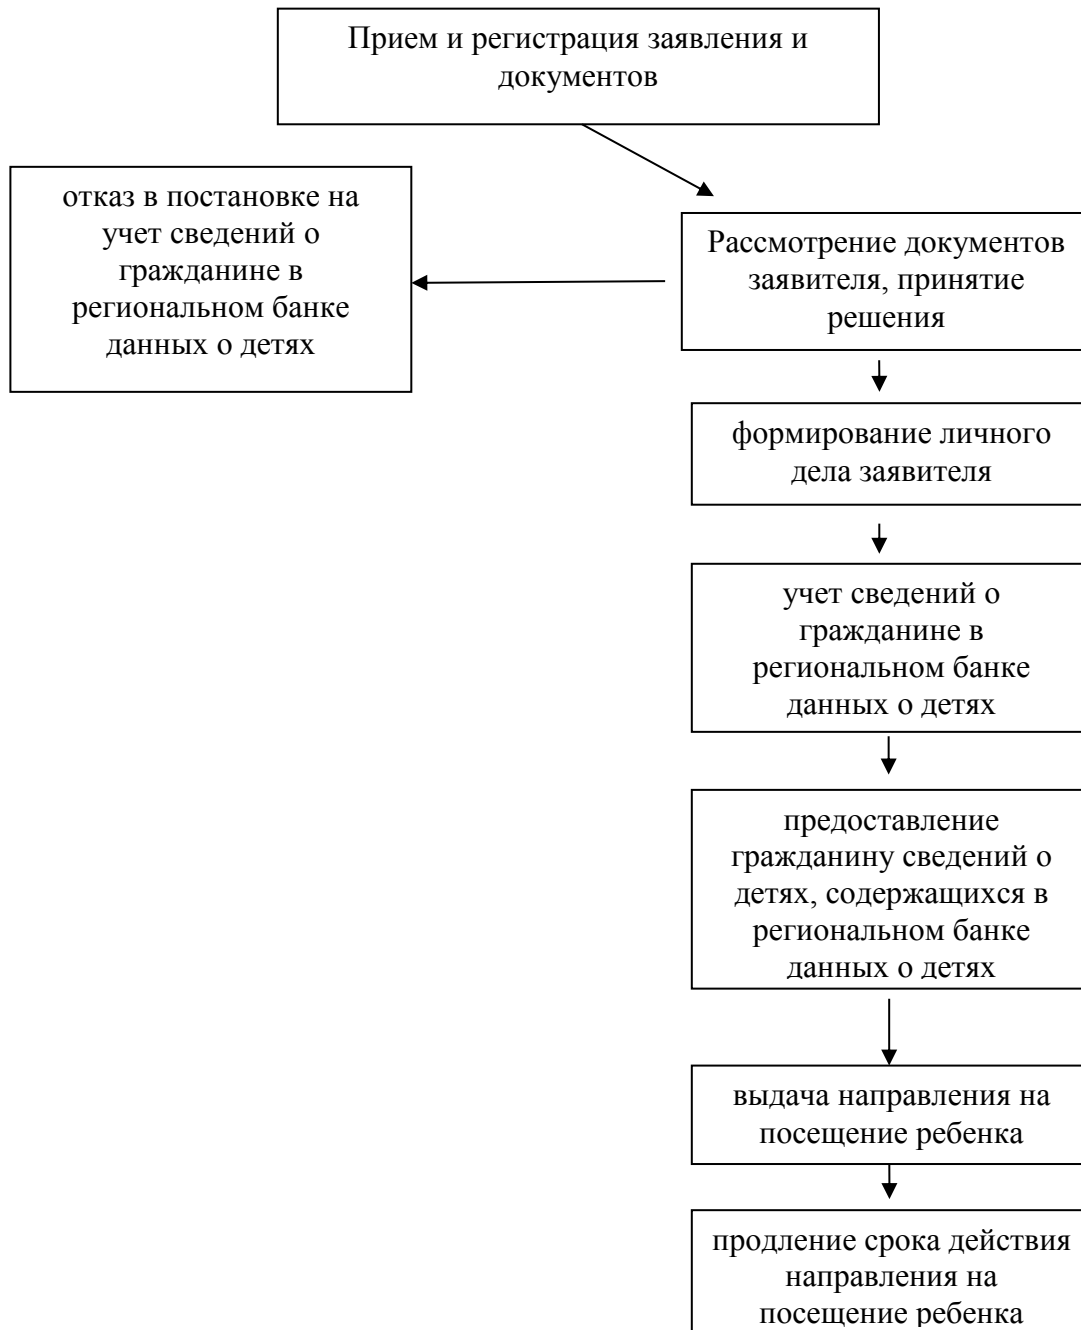 Прием и регистрация заявления и
документов
отказ в постановке на
учет сведений о
гражданине в
региональном банке
данных о детях
Рассмотрение документов
заявителя, принятие
решения
формирование личного
дела заявителя
учет сведений о
гражданине в
региональном банке
данных о детях
предоставление
гражданину сведений о
детях, содержащихся в
региональном банке
данных о детях
выдача направления на
посещение ребенка
продление срока действия
направления на
посещение ребенка